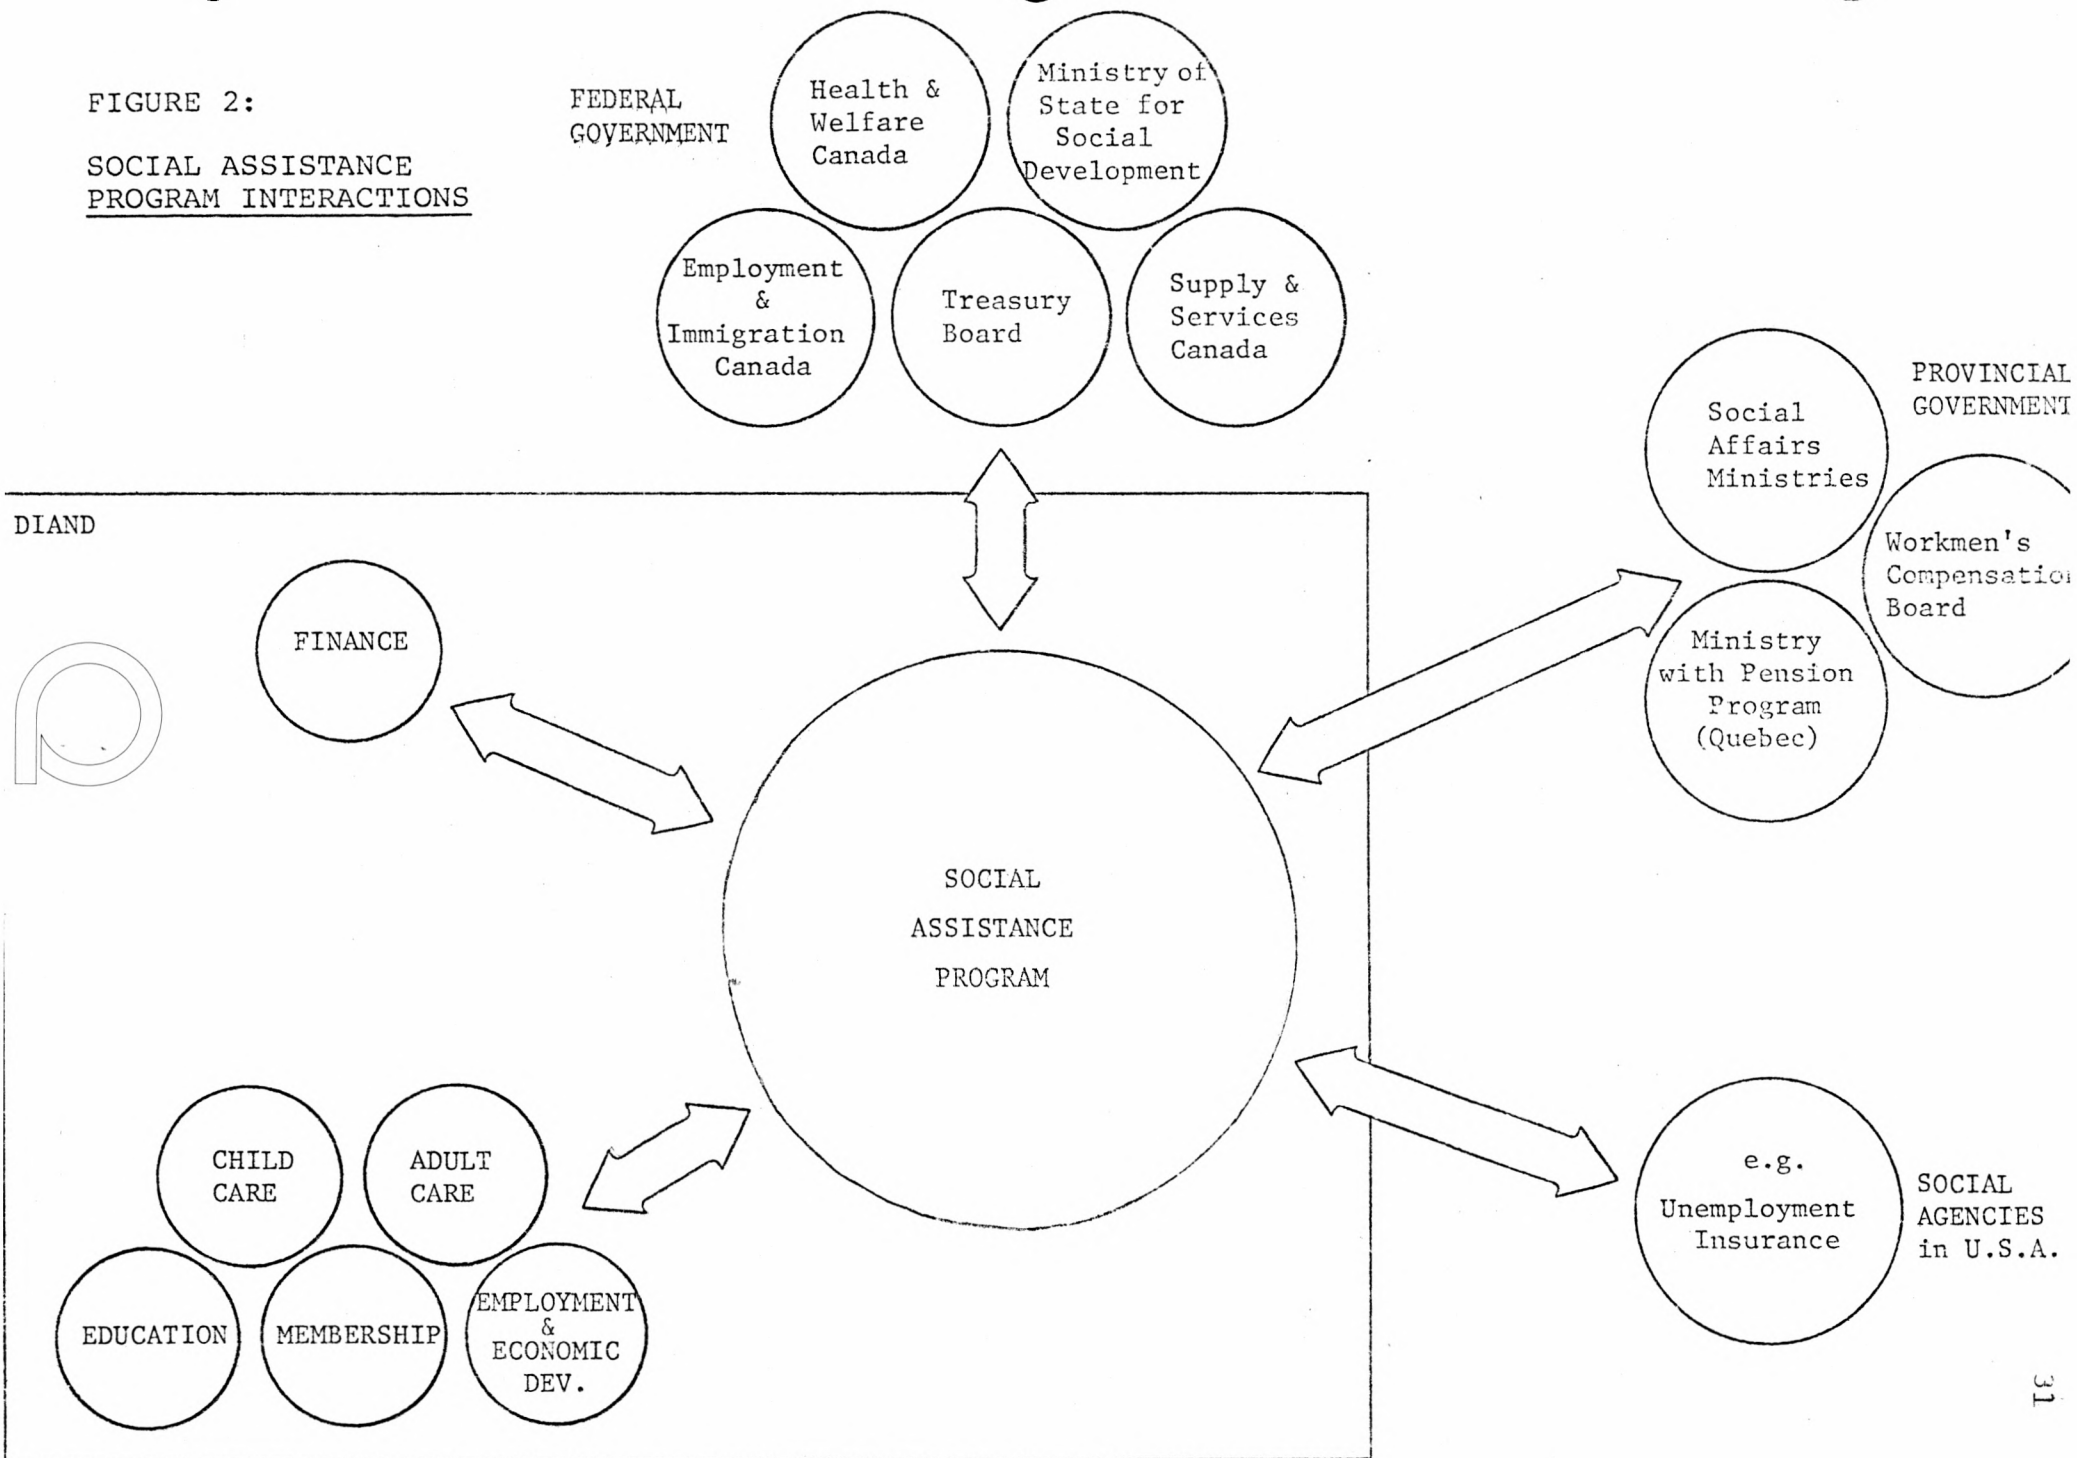 FIGURE 2:
SOCIAL ASSISTANCE
PROGRAM INTERACTIONS
FEDERAL
GOVERNMENT
Health &
Welfare
Canada
Ministry of
State for
Social
Development
Employment
&
Immigration
Canada
Treasury
Board
Supply &
Services
Canada
PROVINCIAL
GOVERNMENT
Social
Affairs
Ministries
Workmen's
Compensation
Board
Ministry
with Pension
Program
(Quebec)
DIAND
FINANCE
SOCIAL
ASSISTANCE
PROGRAM
CHILD
CARE
ADULT
CARE
EDUCATION
MEMBERSHIP
EMPLOYMENT
&
ECONOMIC
DEV.
e.g.
Unemployment
Insurance
SOCIAL
AGENCIES
in U.S.A.
31